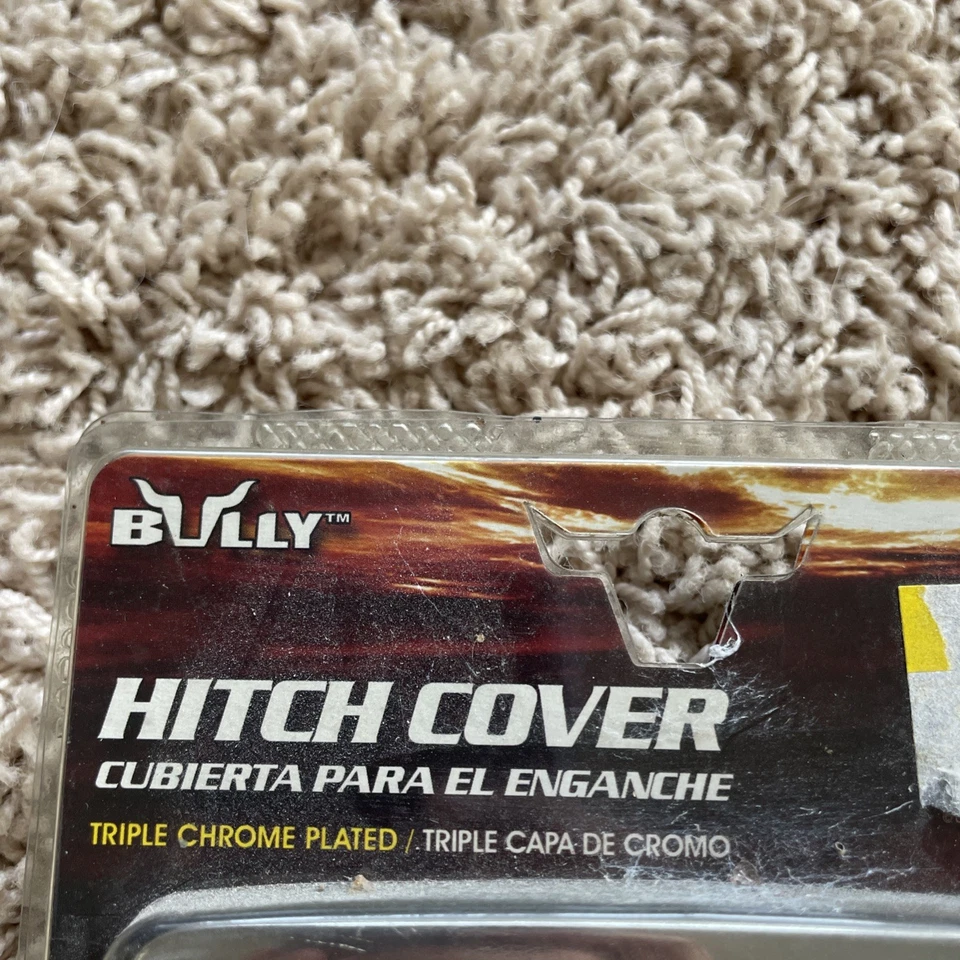 BULLY™
HITCH COVER
CUBIERTA PARA EL ENGANCHE
TRIPLE CHROME PLATED / TRIPLE CAPA DE CROMO